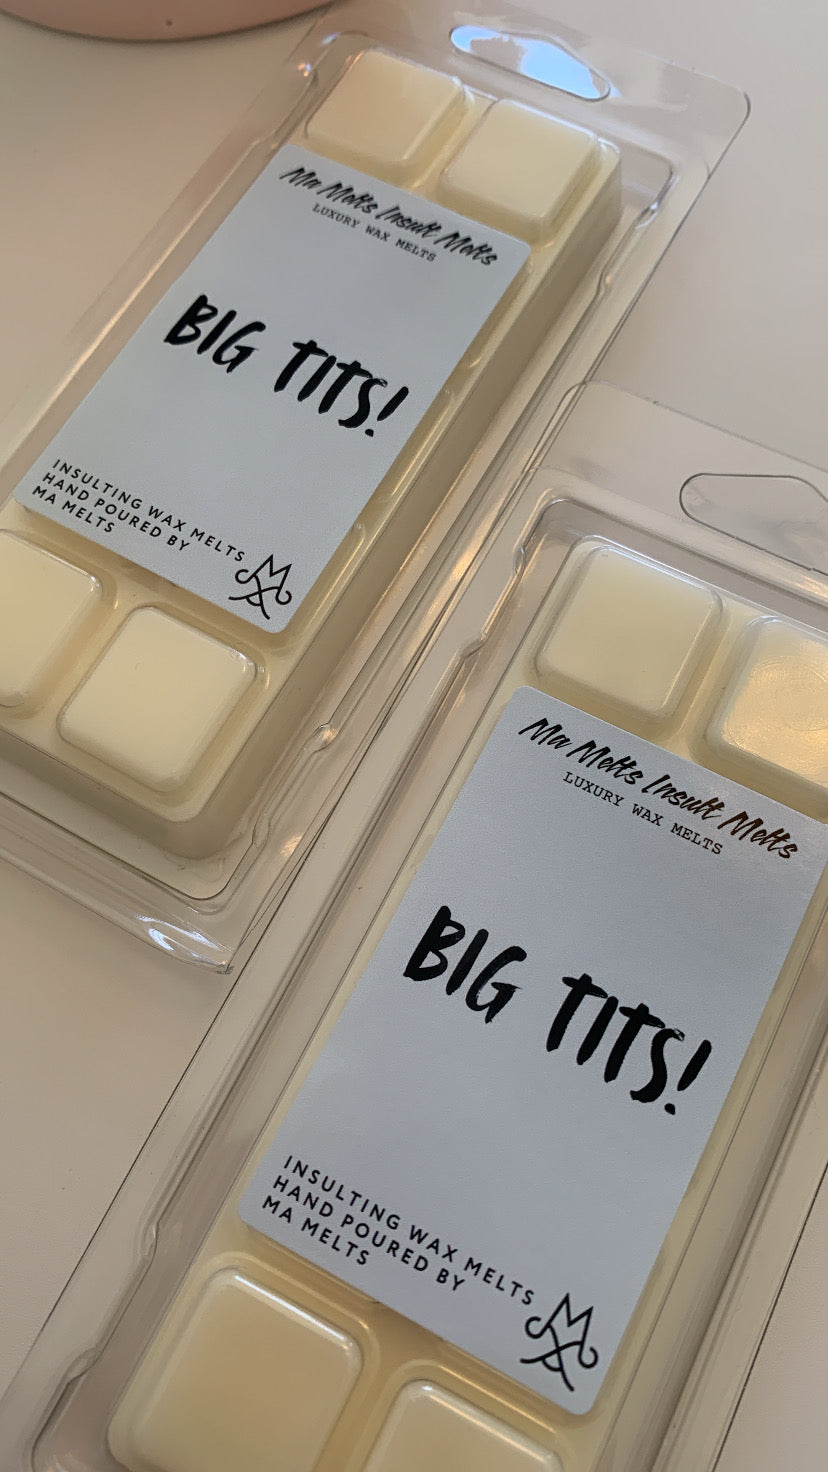 Ma Melts Insult Melts
LUXURY WAX MELTS
BIG TITS!
INSULTING WAX MELTS
HAND POURED BY
MA MELTS
Ma Melts Insult Melts
LUXURY WAX MELTS
BIG TITS!
INSULTING WAX MELTS
HAND POURED BY
MA MELTS